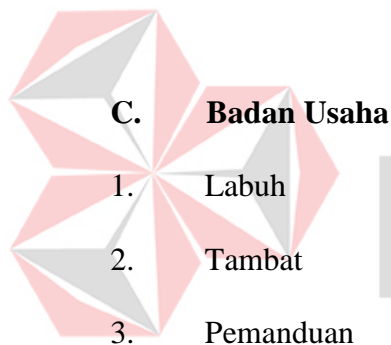 C. Badan Usaha
1. Labuh
2. Tambat
3. Pemanduan